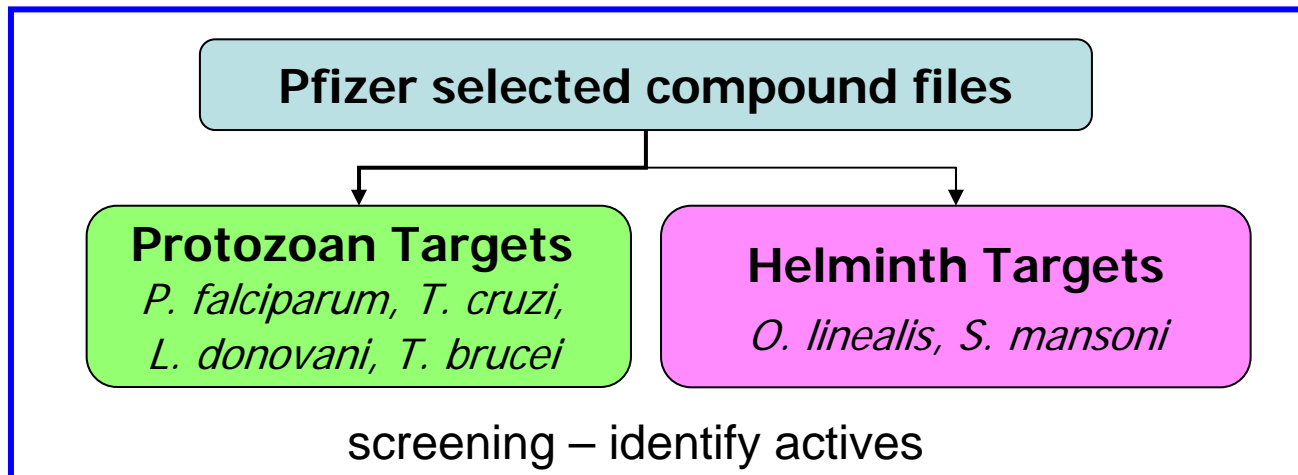 Pfizer selected compound files
Protozoan Targets
P. falciparum, T. cruzi,
L. donovani, T. brucei
Helminth Targets
O. linealis, S. mansoni
screening – identify actives